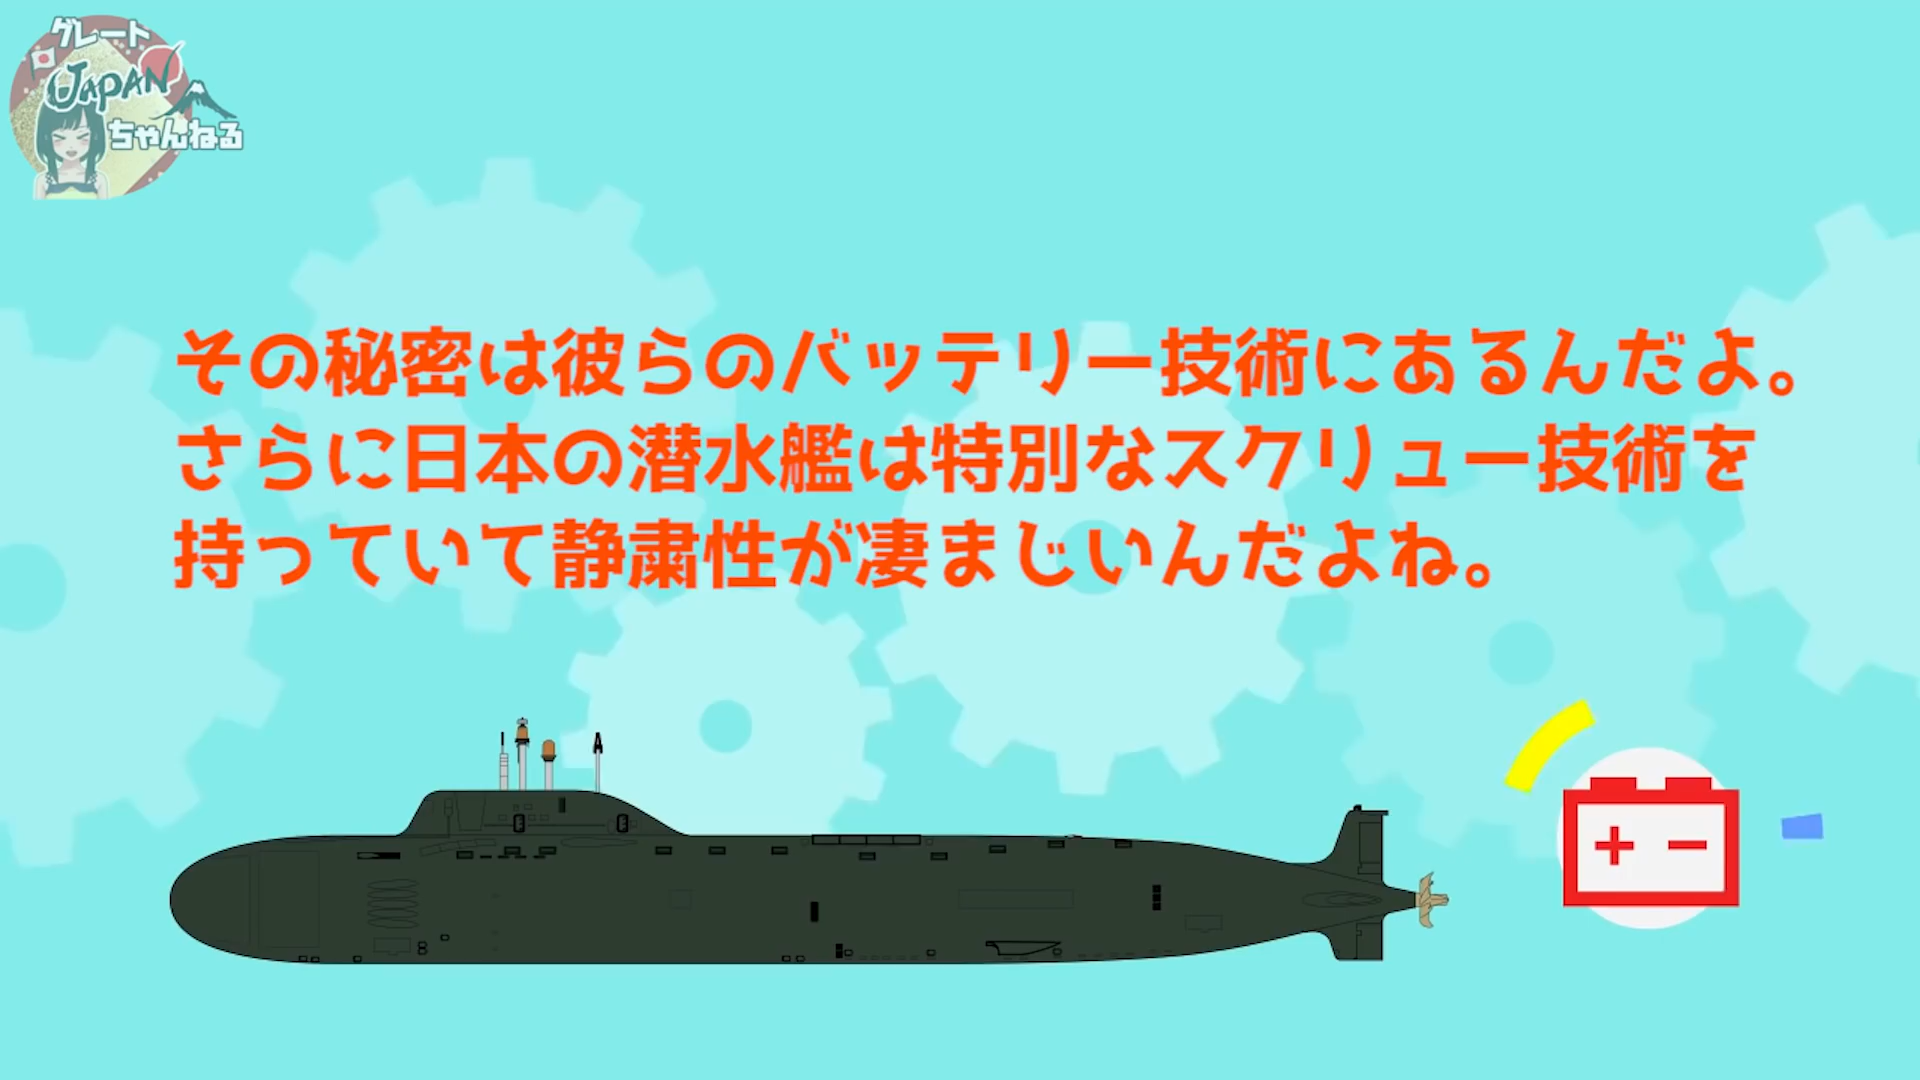 グレート
JAPAN
ちゃんねる
その秘密は彼らのバッテリー技術にあるんだよ。
さらに日本の潜水艦は特別なスクリュー技術を
持っていて静粛性が凄まじいんだよね。